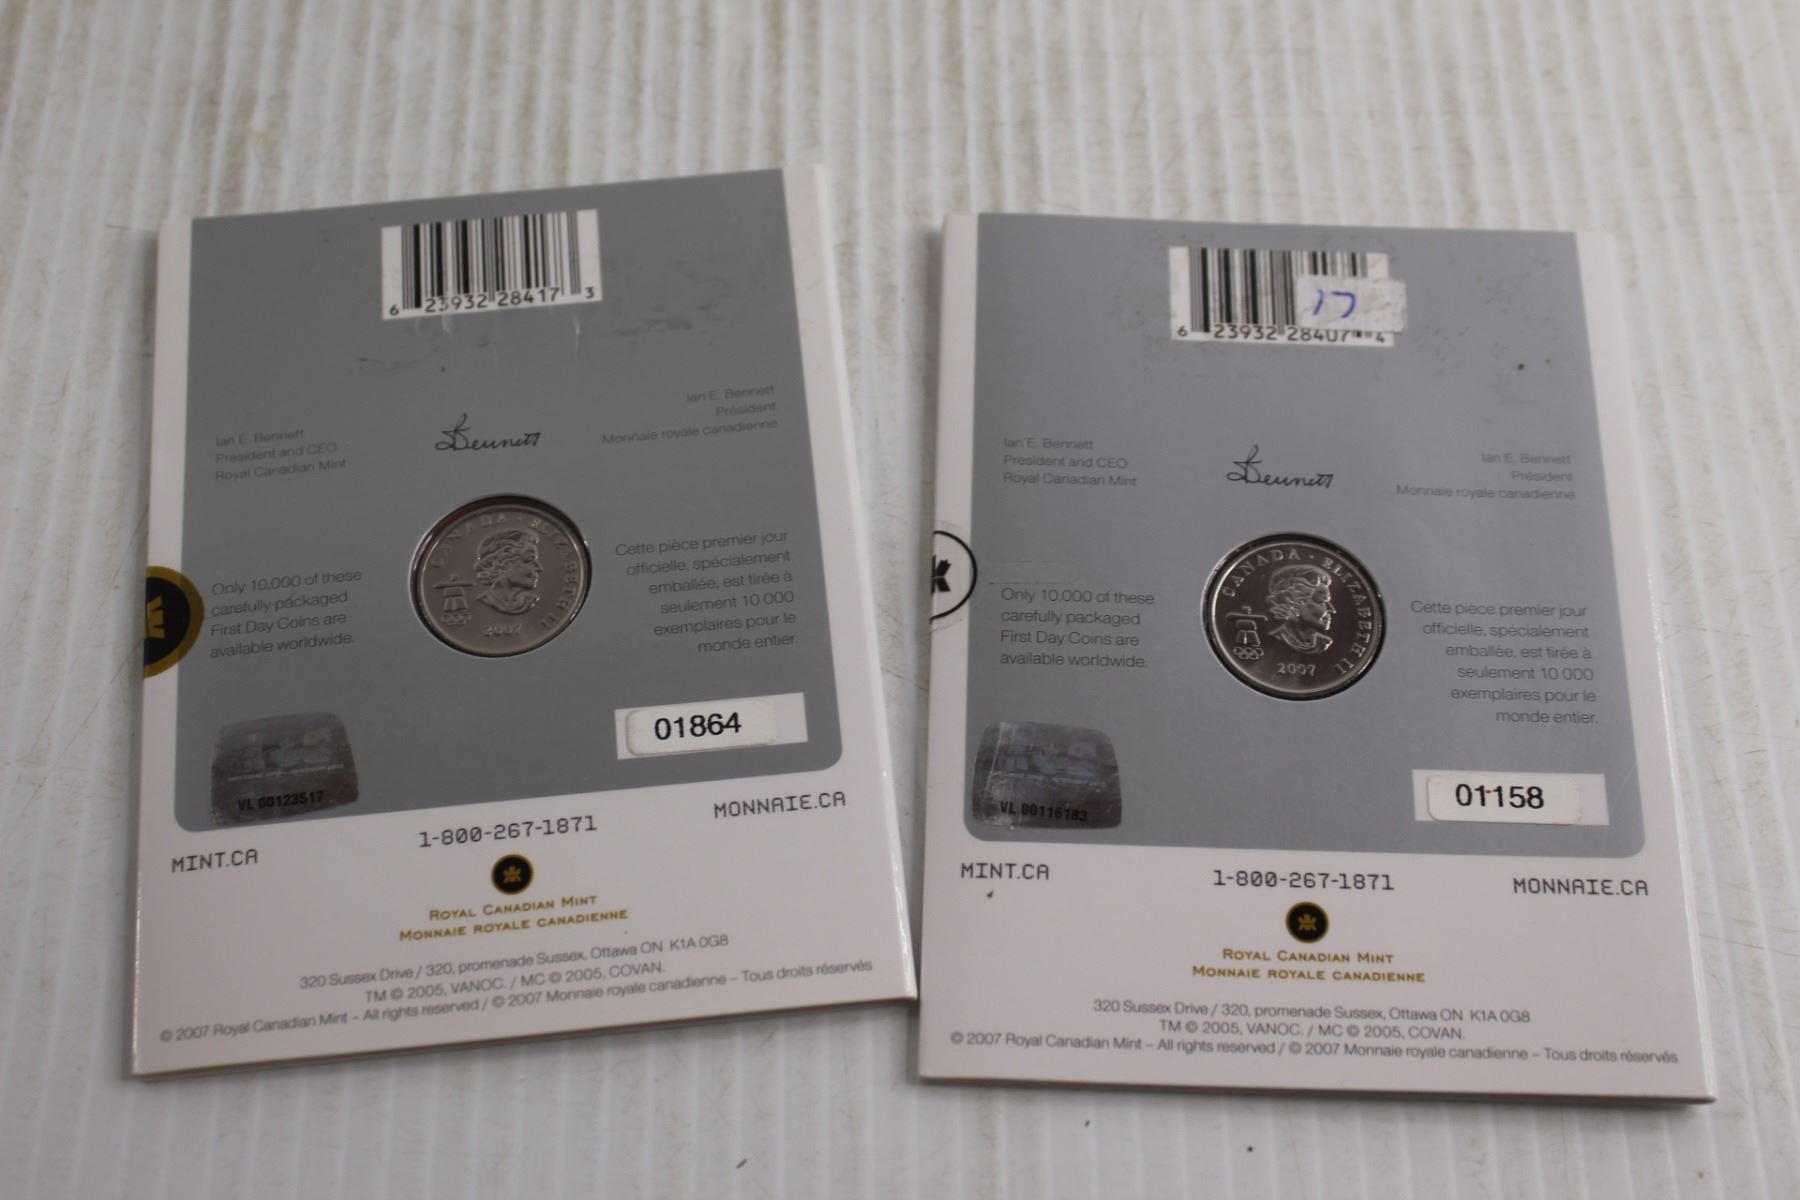 6 23932 28417 3
Ian E. Bennett
President and CEO
Royal Canadian Mint
Bennett
Ian E. Bennett
Président
Monnaie royale canadienne
Only 10,000 of these
carefully packaged
First Day Coins are
available worldwide.
CANADA · ELIZABETH II
2007
Cette pièce premier jour
officielle, spécialement
emballée, est tirée à
seulement 10 000
exemplaires pour le
monde entier.
01864
VL 00123517
MINT.CA
1-800-267-1871
MONNAIE.CA
ROYAL CANADIAN MINT
MONNAIE ROYALE CANADIENNE
320 Sussex Drive / 320, promenade Sussex, Ottawa ON K1A 0G8
TM © 2005, VANOC. / MC © 2005, COVAN.
© 2007 Royal Canadian Mint – All rights reserved / © 2007 Monnaie royale canadienne – Tous droits réservés
17
6 23932 28407 4
Ian E. Bennett
President and CEO
Royal Canadian Mint
Bennett
Ian E. Bennett
Président
Monnaie royale canadienne
Only 10,000 of these
carefully packaged
First Day Coins are
available worldwide.
CANADA · ELIZABETH II
2007
Cette pièce premier jour
officielle, spécialement
emballée, est tirée à
seulement 10 000
exemplaires pour le
monde entier.
01158
VL 00116183
MINT.CA
1-800-267-1871
MONNAIE.CA
ROYAL CANADIAN MINT
MONNAIE ROYALE CANADIENNE
320 Sussex Drive / 320, promenade Sussex, Ottawa ON K1A 0G8
TM © 2005, VANOC. / MC © 2005, COVAN.
© 2007 Royal Canadian Mint – All rights reserved / © 2007 Monnaie royale canadienne – Tous droits réservés